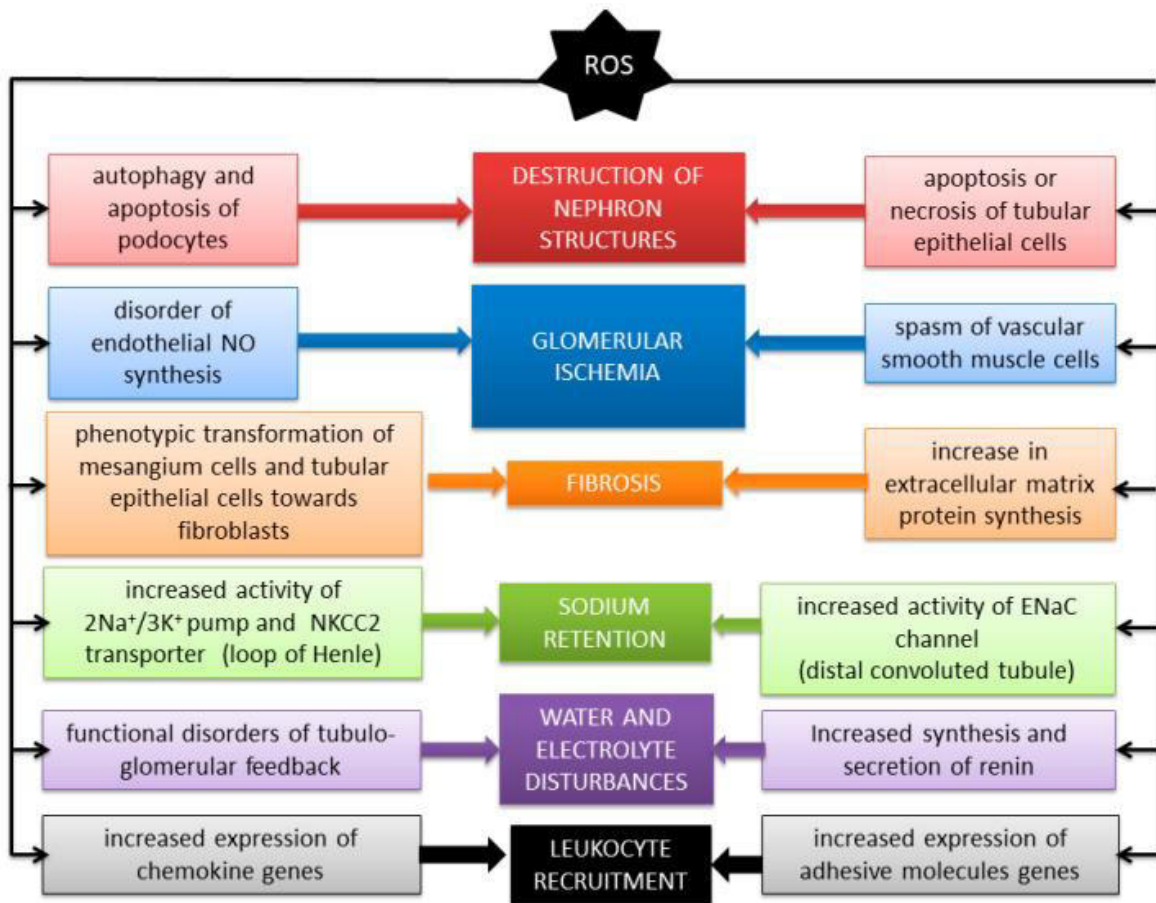 ROS
autophagy and
apoptosis of
podocytes
DESTRUCTION OF
NEPHRON
STRUCTURES
apoptosis or
necrosis of tubular
epithelial cells
disorder of
endothelial NO
synthesis
GLOMERULAR
ISCHEMIA
spasm of vascular
smooth muscle cells
phenotypic transformation of
mesangium cells and tubular
epithelial cells towards
fibroblasts
FIBROSIS
increase in
extracellular matrix
protein synthesis
increased activity of
2Na⁺/3K⁺ pump and NKCC2
transporter (loop of Henle)
SODIUM
RETENTION
increased activity of ENaC
channel
(distal convoluted tubule)
functional disorders of tubulo-
glomerular feedback
WATER AND
ELECTROLYTE
DISTURBANCES
Increased synthesis and
secretion of renin
increased expression of
chemokine genes
LEUKOCYTE
RECRUITMENT
increased expression of
adhesive molecules genes